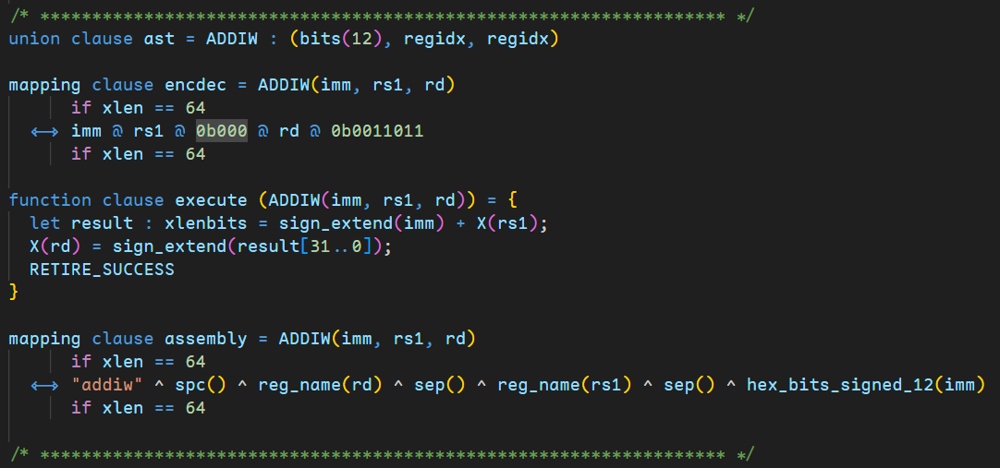 /* ****************************************************************** */
union clause ast = ADDIW : (bits(12), regidx, regidx)

mapping clause encdec = ADDIW(imm, rs1, rd)
      if xlen == 64
  <-> imm @ rs1 @ 0b000 @ rd @ 0b0011011
      if xlen == 64

function clause execute (ADDIW(imm, rs1, rd)) = {
  let result : xlenbits = sign_extend(imm) + X(rs1);
  X(rd) = sign_extend(result[31..0]);
  RETIRE_SUCCESS
}

mapping clause assembly = ADDIW(imm, rs1, rd)
      if xlen == 64
  <-> "addiw" ^ spc() ^ reg_name(rd) ^ sep() ^ reg_name(rs1) ^ sep() ^ hex_bits_signed_12(imm)
      if xlen == 64

/* ****************************************************************** */